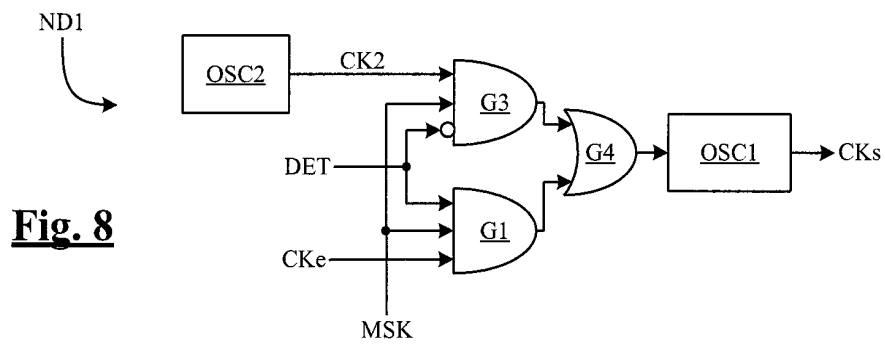 ND1
OSC2
CK2
G3
DET
G4
OSC1
CKs
G1
Fig. 8
CKe
MSK